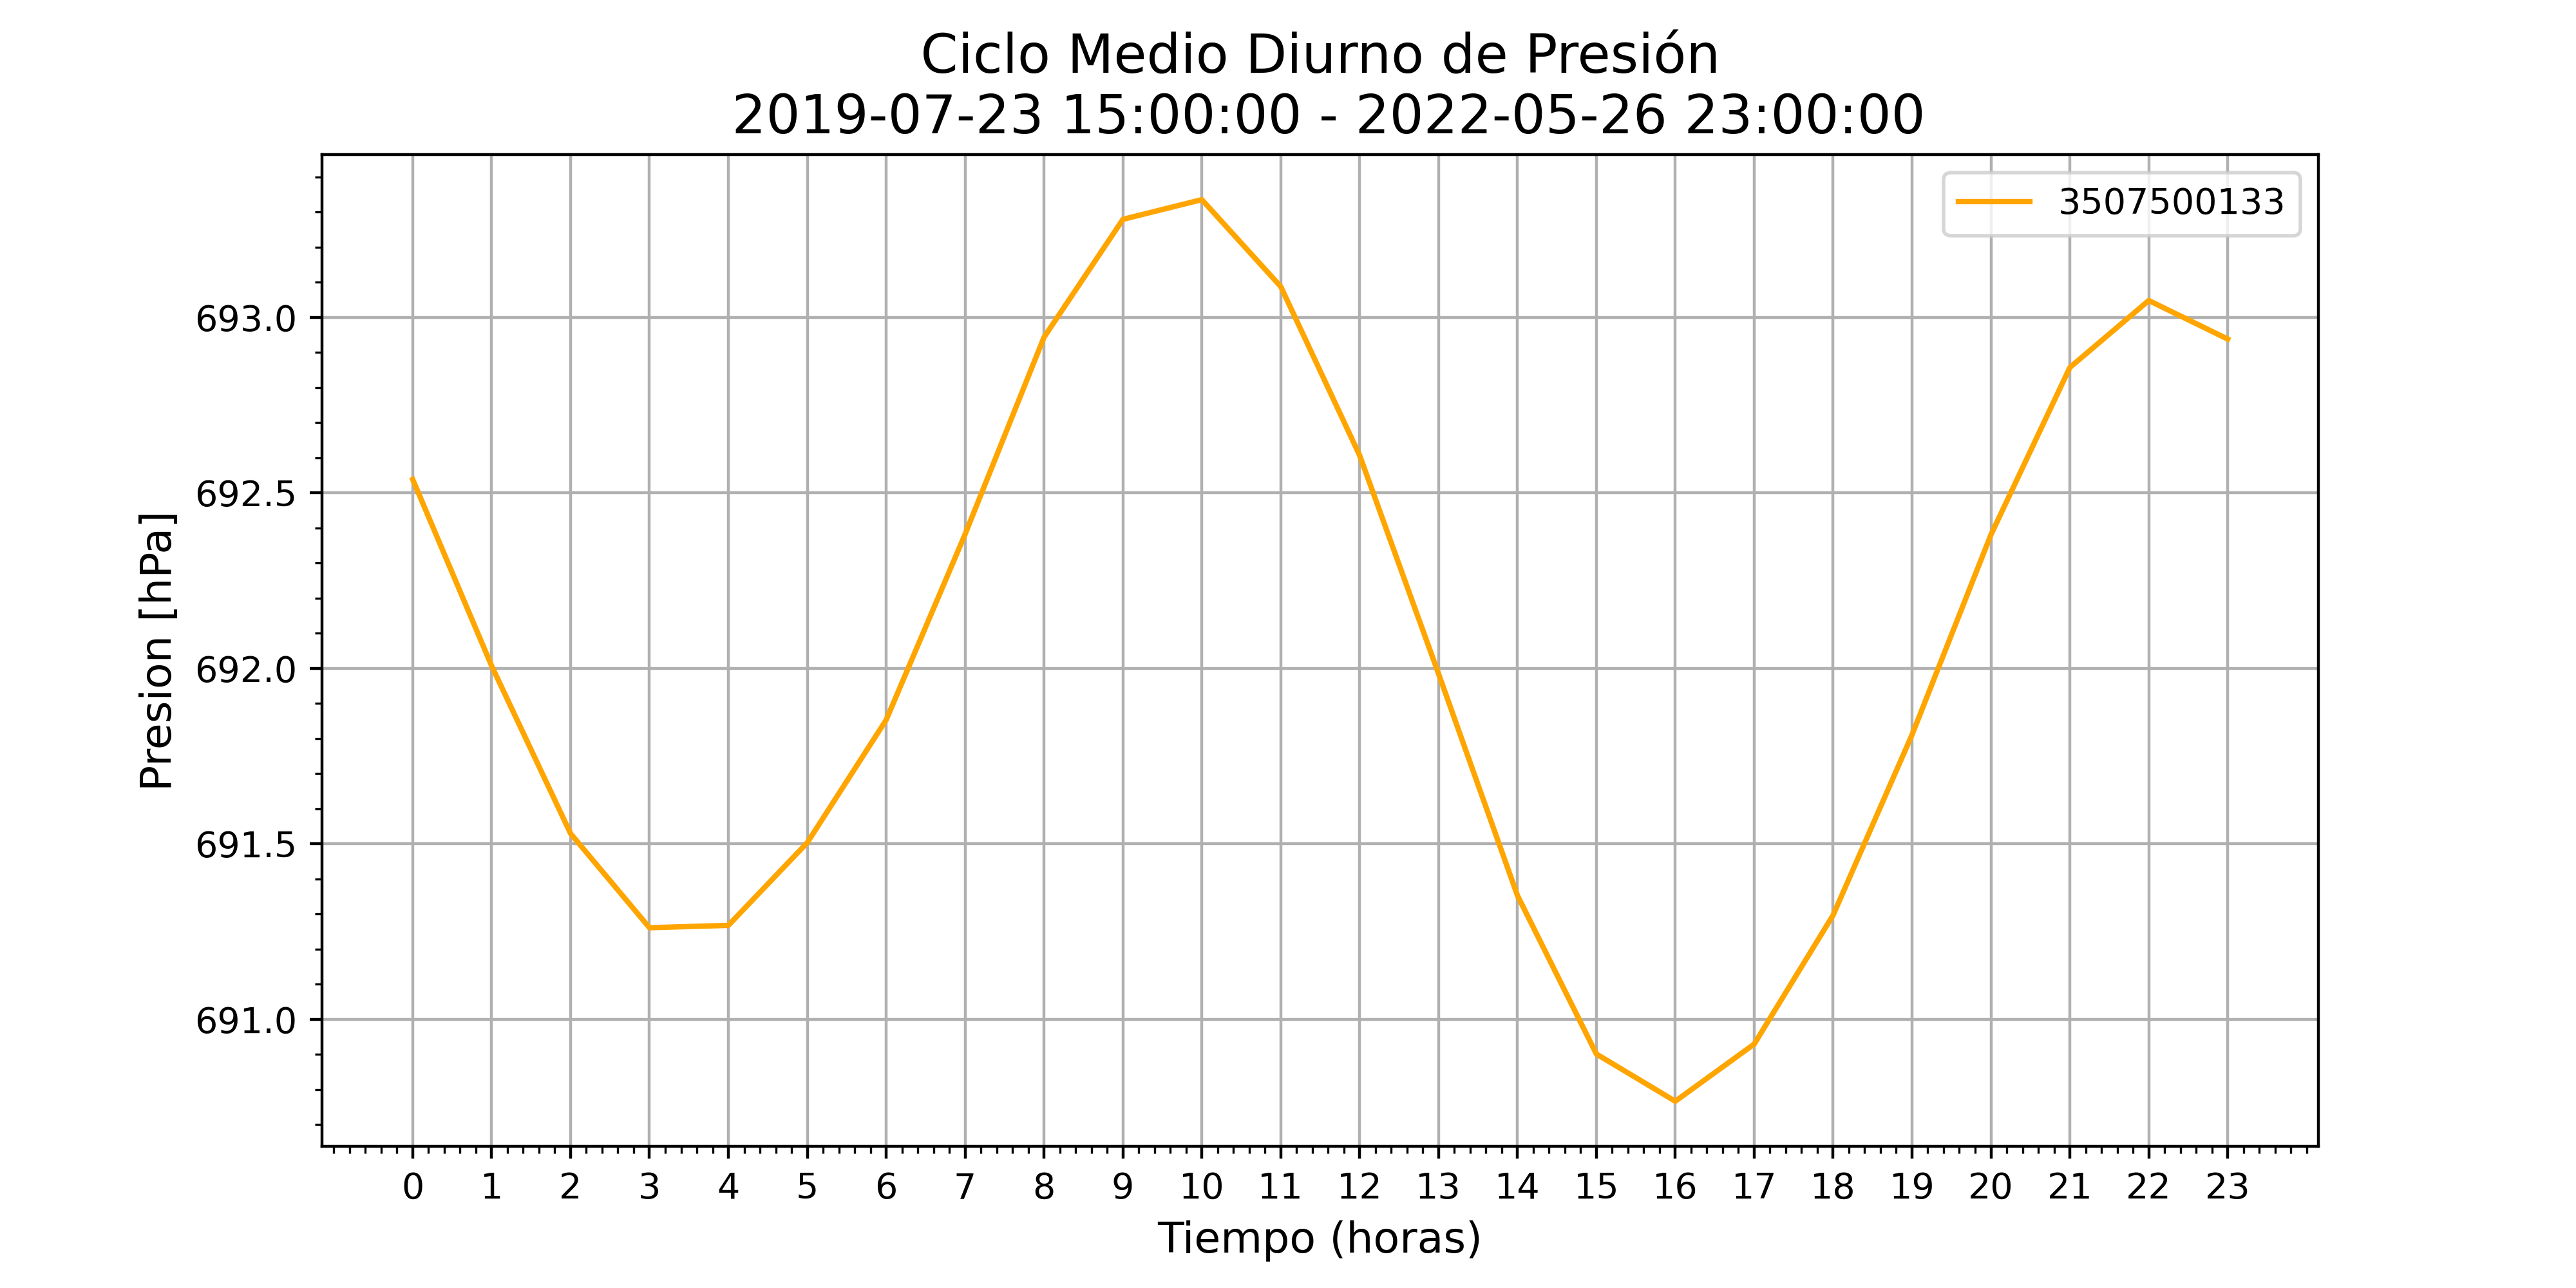 Ciclo Medio Diurno de Presión
2019-07-23 15:00:00 - 2022-05-26 23:00:00
3507500133
693.0
692.5
692.0
691.5
691.0
Presion [hPa]
0 1 2 3 4 5 6 7 8 9 10 11 12 13 14 15 16 17 18 19 20 21 22 23
Tiempo (horas)